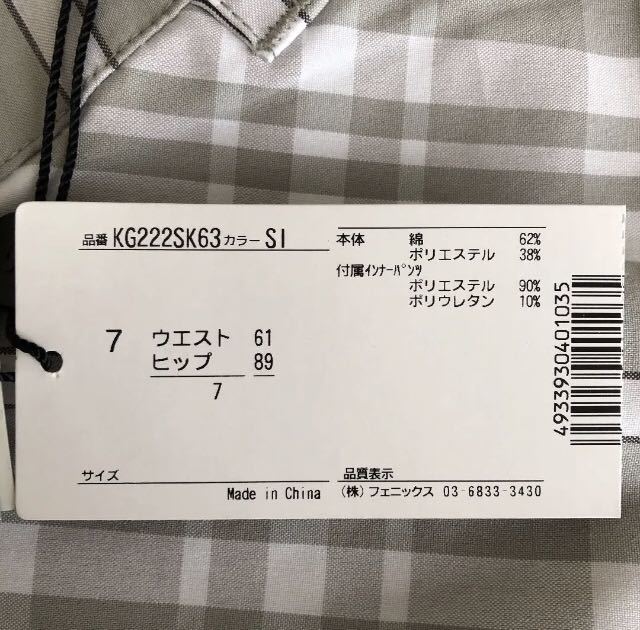 品番 KG222SK63 カラー SI
7 ウエスト 61
ヒップ 89
7
サイズ
Made in China
本体 綿 62%
ポリエステル 38%
付属インナーパンツ
ポリエステル 90%
ポリウレタン 10%
品質表示
(株)フェニックス 03-6833-3430
4933930401035